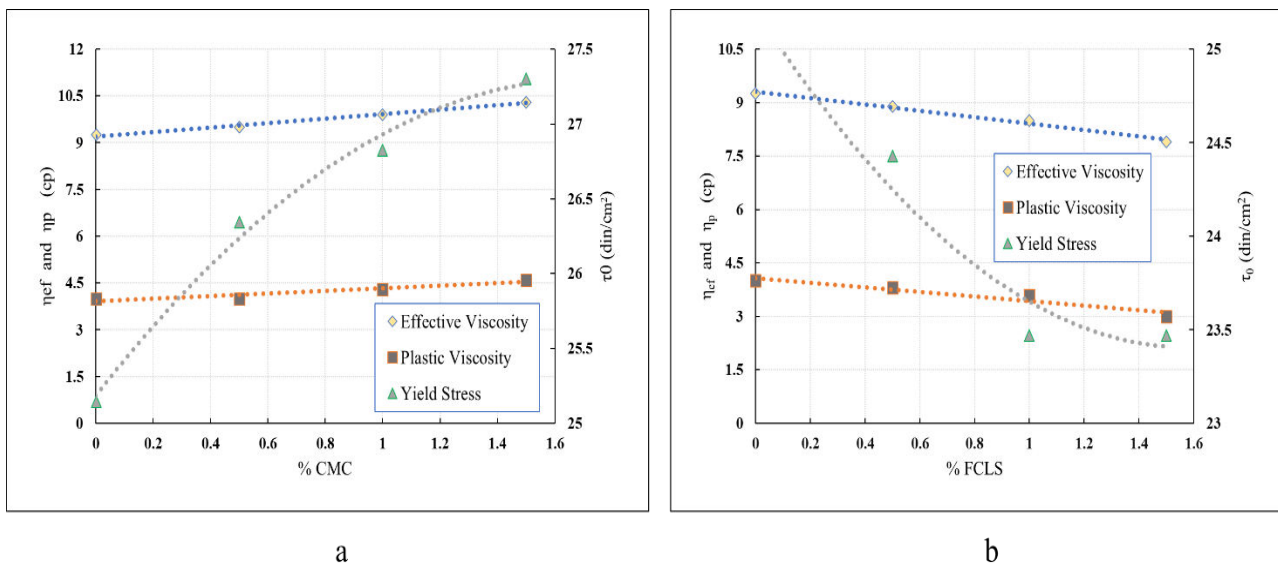 12
10.5
9
7.5
6
4.5
3
1.5
0
ηef and ηp (cp)
27.5
27
26.5
26
25.5
25
τ0 (din/cm²)
Effective Viscosity
Plastic Viscosity
Yield Stress
0 0.2 0.4 0.6 0.8 1 1.2 1.4 1.6
% CMC
a
10.5
9
7.5
6
4.5
3
1.5
0
ηef and ηp (cp)
25
24.5
24
23.5
23
τ0 (din/cm²)
Effective Viscosity
Plastic Viscosity
Yield Stress
0 0.2 0.4 0.6 0.8 1 1.2 1.4 1.6
% FCLS
b